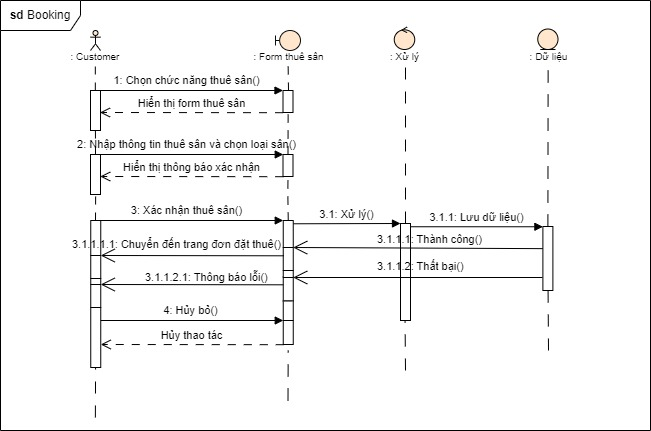 sd Booking
: Customer
: Form thuê sân
: Xử lý
: Dữ liệu
1: Chọn chức năng thuê sân()
Hiển thị form thuê sân
2: Nhập thông tin thuê sân và chọn loại sân()
Hiển thị thông báo xác nhận
3: Xác nhận thuê sân()
3.1: Xử lý()
3.1.1: Lưu dữ liệu()
3.1.1.1.1: Chuyển đến trang đơn đặt thuê()
3.1.1.1: Thành công()
3.1.1.2.1: Thông báo lỗi()
3.1.1.2: Thất bại()
4: Hủy bỏ()
Hủy thao tác